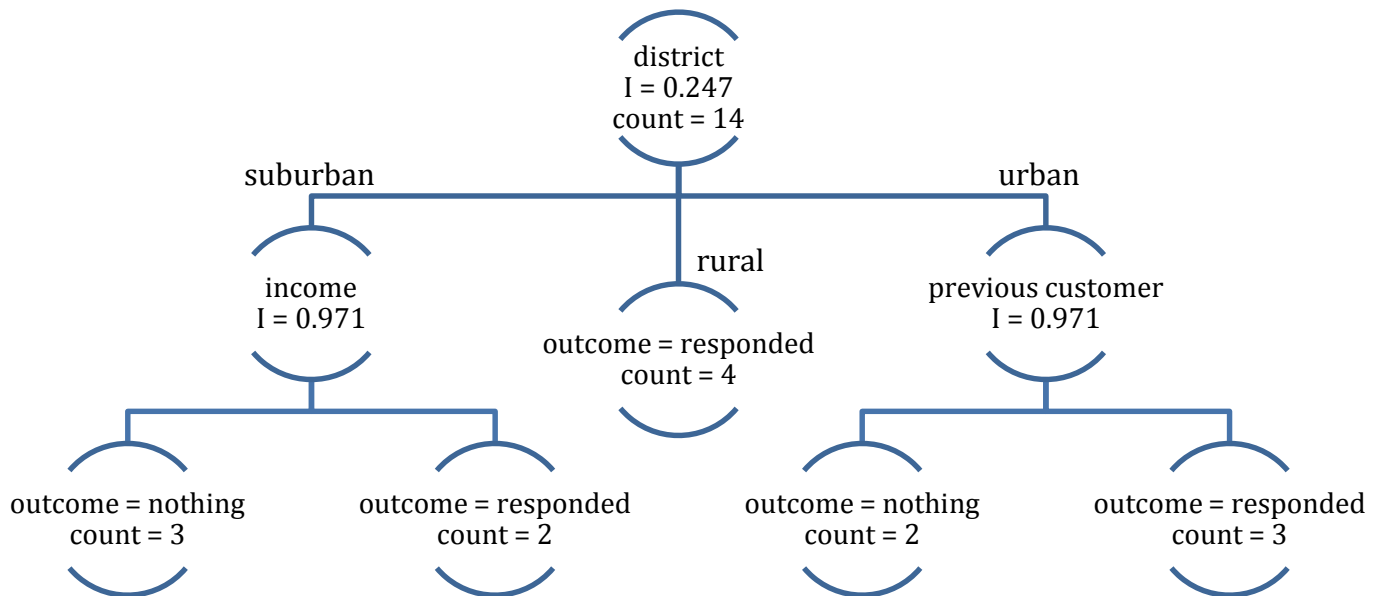 district
I = 0.247
count = 14
suburban
urban
rural
income
I = 0.971
outcome = responded
count = 4
previous customer
I = 0.971
outcome = nothing
count = 3
outcome = responded
count = 2
outcome = nothing
count = 2
outcome = responded
count = 3